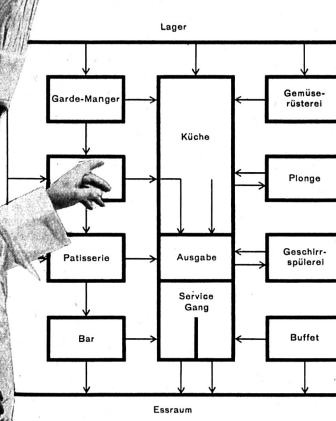 Lager
Garde-Manger
Gemüse-
rüsterei
Küche
Plonge
Patisserie
Ausgabe
Geschirr-
spülerei
Service
Gang
Bar
Buffet
Essraum